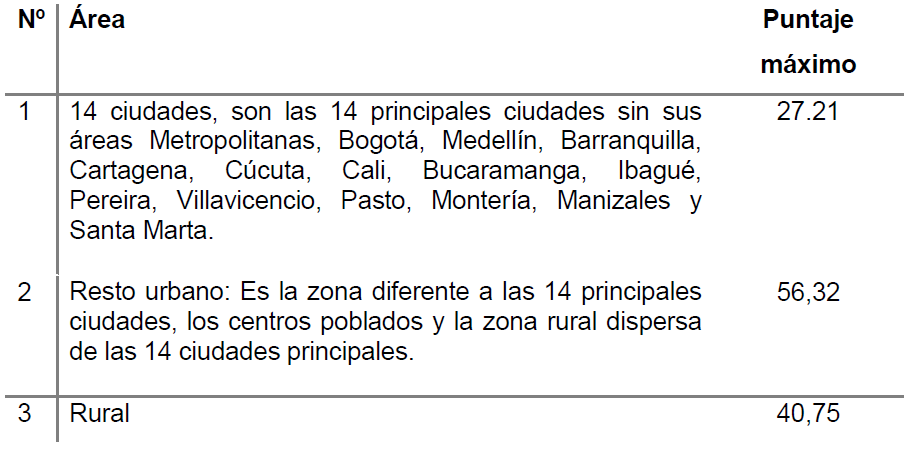 Nº Área Puntaje
máximo
1 14 ciudades, son las 14 principales ciudades sin sus 27.21
áreas Metropolitanas, Bogotá, Medellín, Barranquilla,
Cartagena, Cúcuta, Cali, Bucaramanga, Ibagué,
Pereira, Villavicencio, Pasto, Montería, Manizales y
Santa Marta.
2 Resto urbano: Es la zona diferente a las 14 principales 56,32
ciudades, los centros poblados y la zona rural dispersa
de las 14 ciudades principales.
3 Rural 40,75